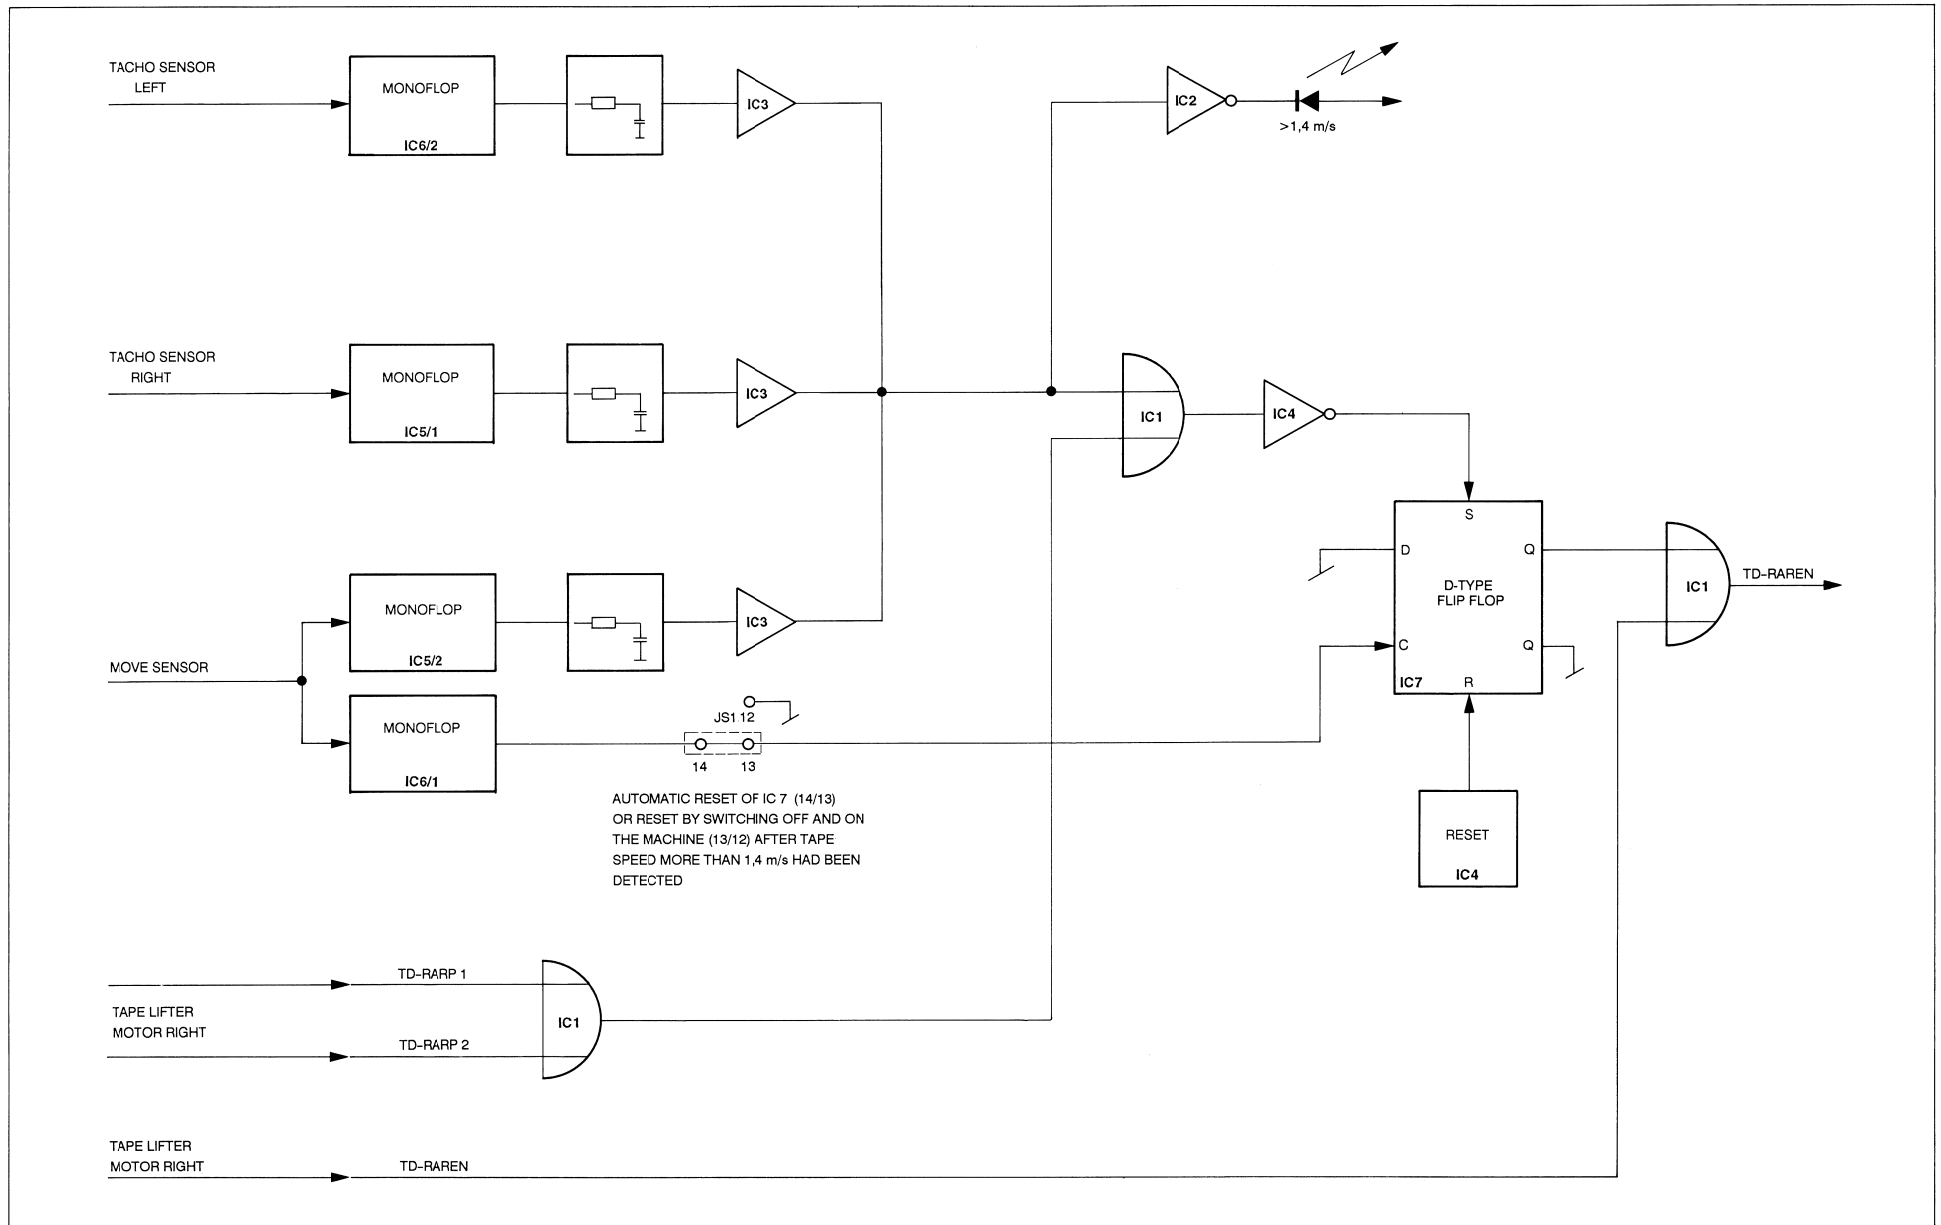 TACHO SENSOR
LEFT
MONOFLOP
IC6/2
IC3
IC2
>1,4 m/s
TACHO SENSOR
RIGHT
MONOFLOP
IC5/1
IC3
IC1
IC4
MOVE SENSOR
MONOFLOP
IC5/2
IC3
MONOFLOP
IC6/1
JS1.12
14 13
AUTOMATIC RESET OF IC 7 (14/13)
OR RESET BY SWITCHING OFF AND ON
THE MACHINE (13/12) AFTER TAPE
SPEED MORE THAN 1,4 m/s HAD BEEN
DETECTED
S
D Q
D-TYPE
FLIP FLOP
C Q
IC7 R
IC1
TD-RAREN
RESET
IC4
TAPE LIFTER
MOTOR RIGHT
TD-RARP 1
TD-RARP 2
IC1
TAPE LIFTER
MOTOR RIGHT
TD-RAREN